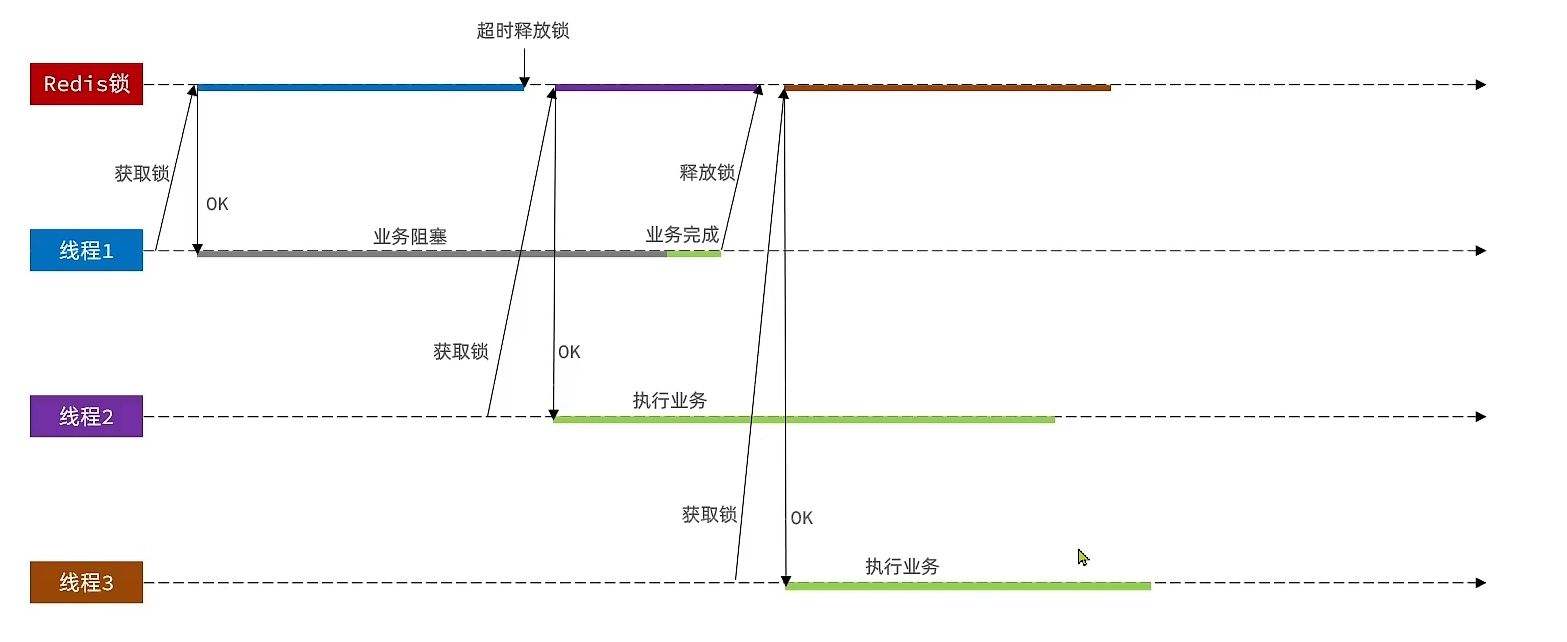 超时释放锁
Redis锁
获取锁
释放锁
OK
业务阻塞
业务完成
线程1
获取锁
OK
执行业务
线程2
获取锁
OK
执行业务
线程3